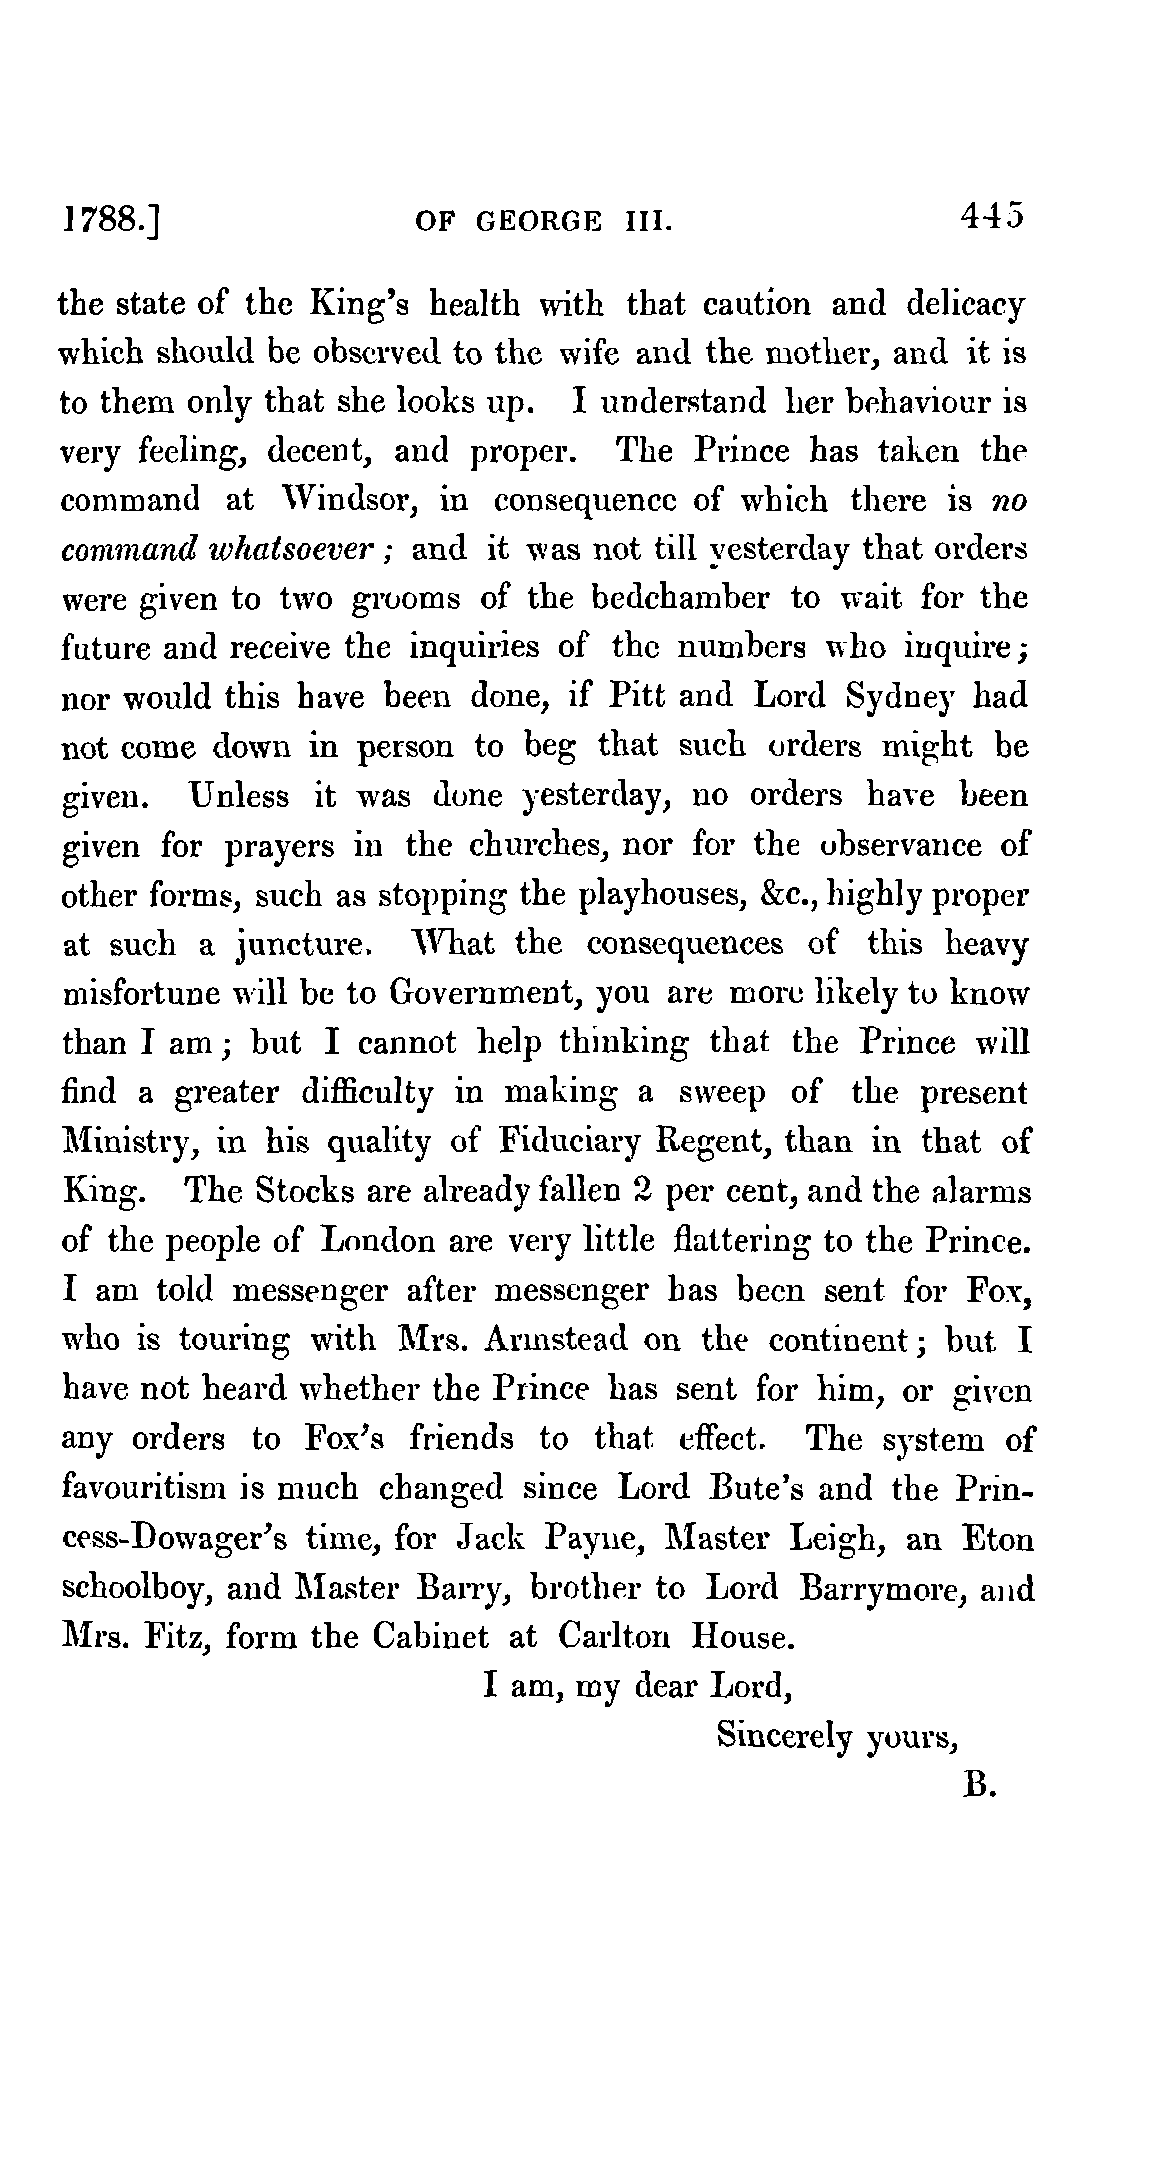 1788.] OF GEORGE III. 445
the state of the King's health with that caution and delicacy
which should be observed to the wife and the mother, and it is
to them only that she looks up. I understand her behaviour is
very feeling, decent, and proper. The Prince has taken the
command at Windsor, in consequence of which there is no
command whatsoever; and it was not till yesterday that orders
were given to two grooms of the bedchamber to wait for the
future and receive the inquiries of the numbers who inquire;
nor would this have been done, if Pitt and Lord Sydney had
not come down in person to beg that such orders might be
given. Unless it was done yesterday, no orders have been
given for prayers in the churches, nor for the observance of
other forms, such as stopping the playhouses, &c., highly proper
at such a juncture. What the consequences of this heavy
misfortune will be to Government, you are more likely to know
than I am; but I cannot help thinking that the Prince will
find a greater difficulty in making a sweep of the present
Ministry, in his quality of Fiduciary Regent, than in that of
King. The Stocks are already fallen 2 per cent, and the alarms
of the people of London are very little flattering to the Prince.
I am told messenger after messenger has been sent for Fox,
who is touring with Mrs. Armstead on the continent; but I
have not heard whether the Prince has sent for him, or given
any orders to Fox's friends to that effect. The system of
favouritism is much changed since Lord Bute's and the Prin-
cess-Dowager's time, for Jack Payne, Master Leigh, an Eton
schoolboy, and Master Barry, brother to Lord Barrymore, and
Mrs. Fitz, form the Cabinet at Carlton House.
I am, my dear Lord,
Sincerely yours,
B.